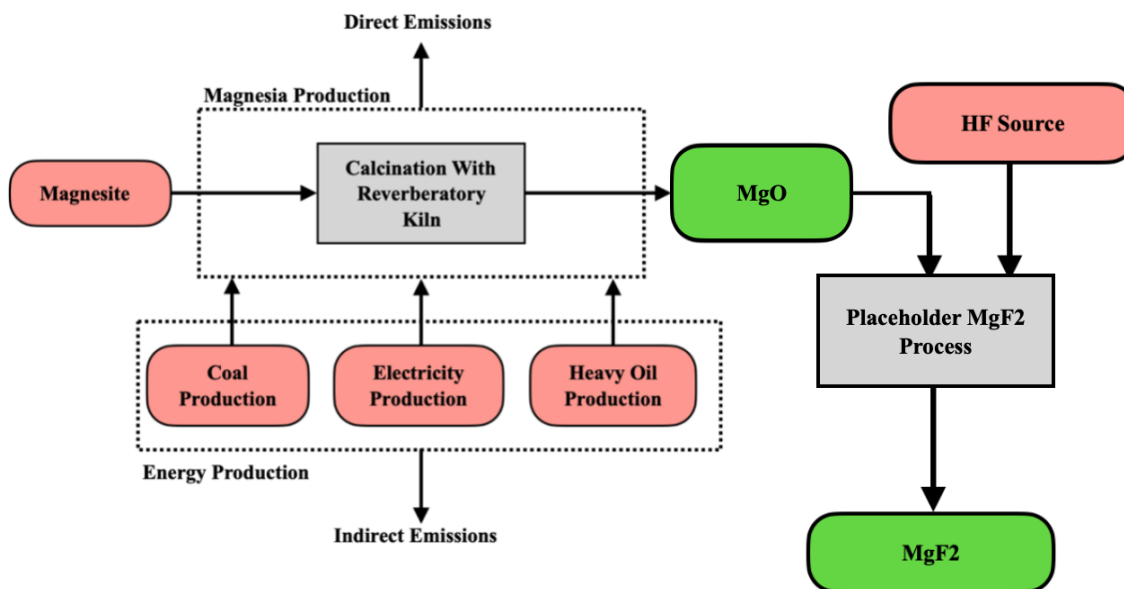 Direct Emissions
Magnesia Production
HF Source
Calcination With
Reverberatory
Kiln
Magnesite
MgO
Placeholder MgF2
Process
Coal
Production
Electricity
Production
Heavy Oil
Production
Energy Production
Indirect Emissions
MgF2